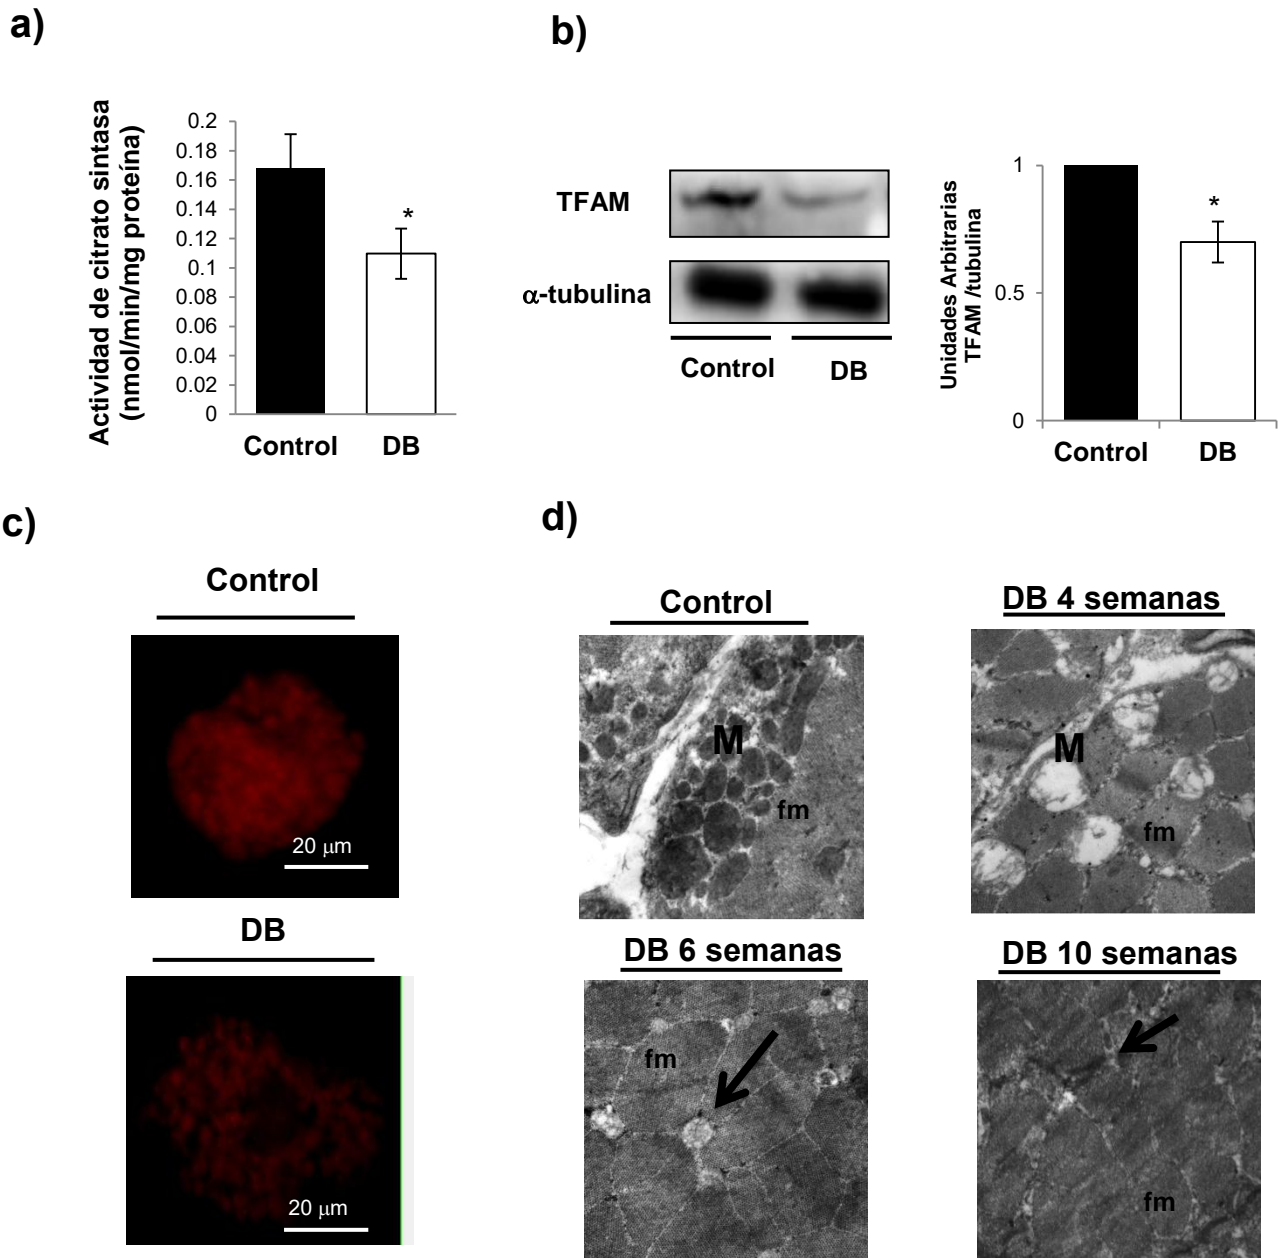 a)
Actividad de citrato sintasa
(nmol/min/mg proteína)
0.2
0.18
0.16
0.14
0.12
0.1
0.08
0.06
0.04
0.02
0
*
Control
DB
b)
TFAM
α-tubulina
Control
DB
Unidades Arbitrarias
TFAM /tubulina
1
0.5
0
*
Control
DB
c)
Control
20 μm
DB
20 μm
d)
Control
M
fm
DB 4 semanas
M
fm
DB 6 semanas
fm
DB 10 semanas
fm